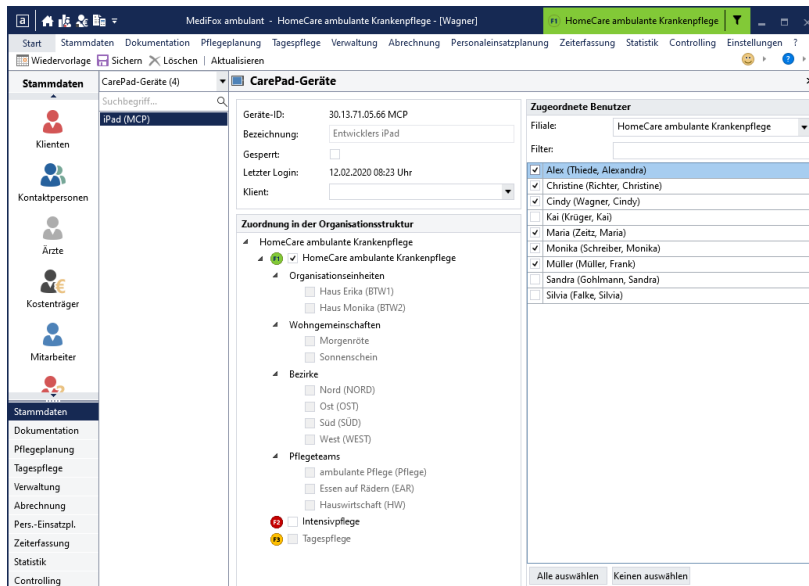 a MediFox ambulant - HomeCare ambulante Krankenpflege - [Wagner] F1 HomeCare ambulante Krankenpflege
Start Stammdaten Dokumentation Pflegeplanung Tagespflege Verwaltung Abrechnung Personaleinsatzplanung Zeiterfassung Statistik Controlling Einstellungen ?
Wiedervorlage Sichern Löschen Aktualisieren
Stammdaten
Klienten
Kontaktpersonen
Ärzte
Kostenträger
Mitarbeiter
Stammdaten
Dokumentation
Pflegeplanung
Tagespflege
Verwaltung
Abrechnung
Pers.-Einsatzpl.
Zeiterfassung
Statistik
Controlling
CarePad-Geräte (4)
Suchbegriff...
iPad (MCP)
CarePad-Geräte
Geräte-ID: 30.13.71.05.66 MCP
Bezeichnung: Entwicklers iPad
Gesperrt:
Letzter Login: 12.02.2020 08:23 Uhr
Klient:
Zuordnung in der Organisationsstruktur
HomeCare ambulante Krankenpflege
F1 HomeCare ambulante Krankenpflege
Organisationseinheiten
Haus Erika (BTW1)
Haus Monika (BTW2)
Wohngemeinschaften
Morgenröte
Sonnenschein
Bezirke
Nord (NORD)
Ost (OST)
Süd (SÜD)
West (WEST)
Pflegeteams
ambulante Pflege (Pflege)
Essen auf Rädern (EAR)
Hauswirtschaft (HW)
F2 Intensivpflege
F3 Tagespflege
Zugeordnete Benutzer
Filiale: HomeCare ambulante Krankenpflege
Filter:
Alex (Thiede, Alexandra)
Christine (Richter, Christine)
Cindy (Wagner, Cindy)
Kai (Krüger, Kai)
Maria (Zeitz, Maria)
Monika (Schreiber, Monika)
Müller (Müller, Frank)
Sandra (Gohlmann, Sandra)
Silvia (Falke, Silvia)
Alle auswählen Keinen auswählen